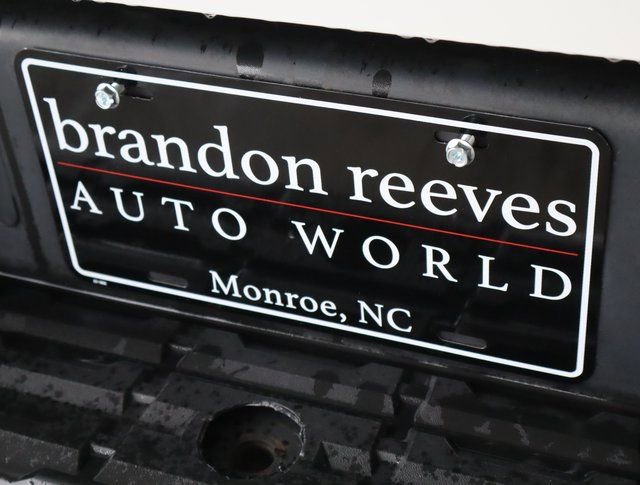 brandon reeves
AUTO WORLD
Monroe, NC